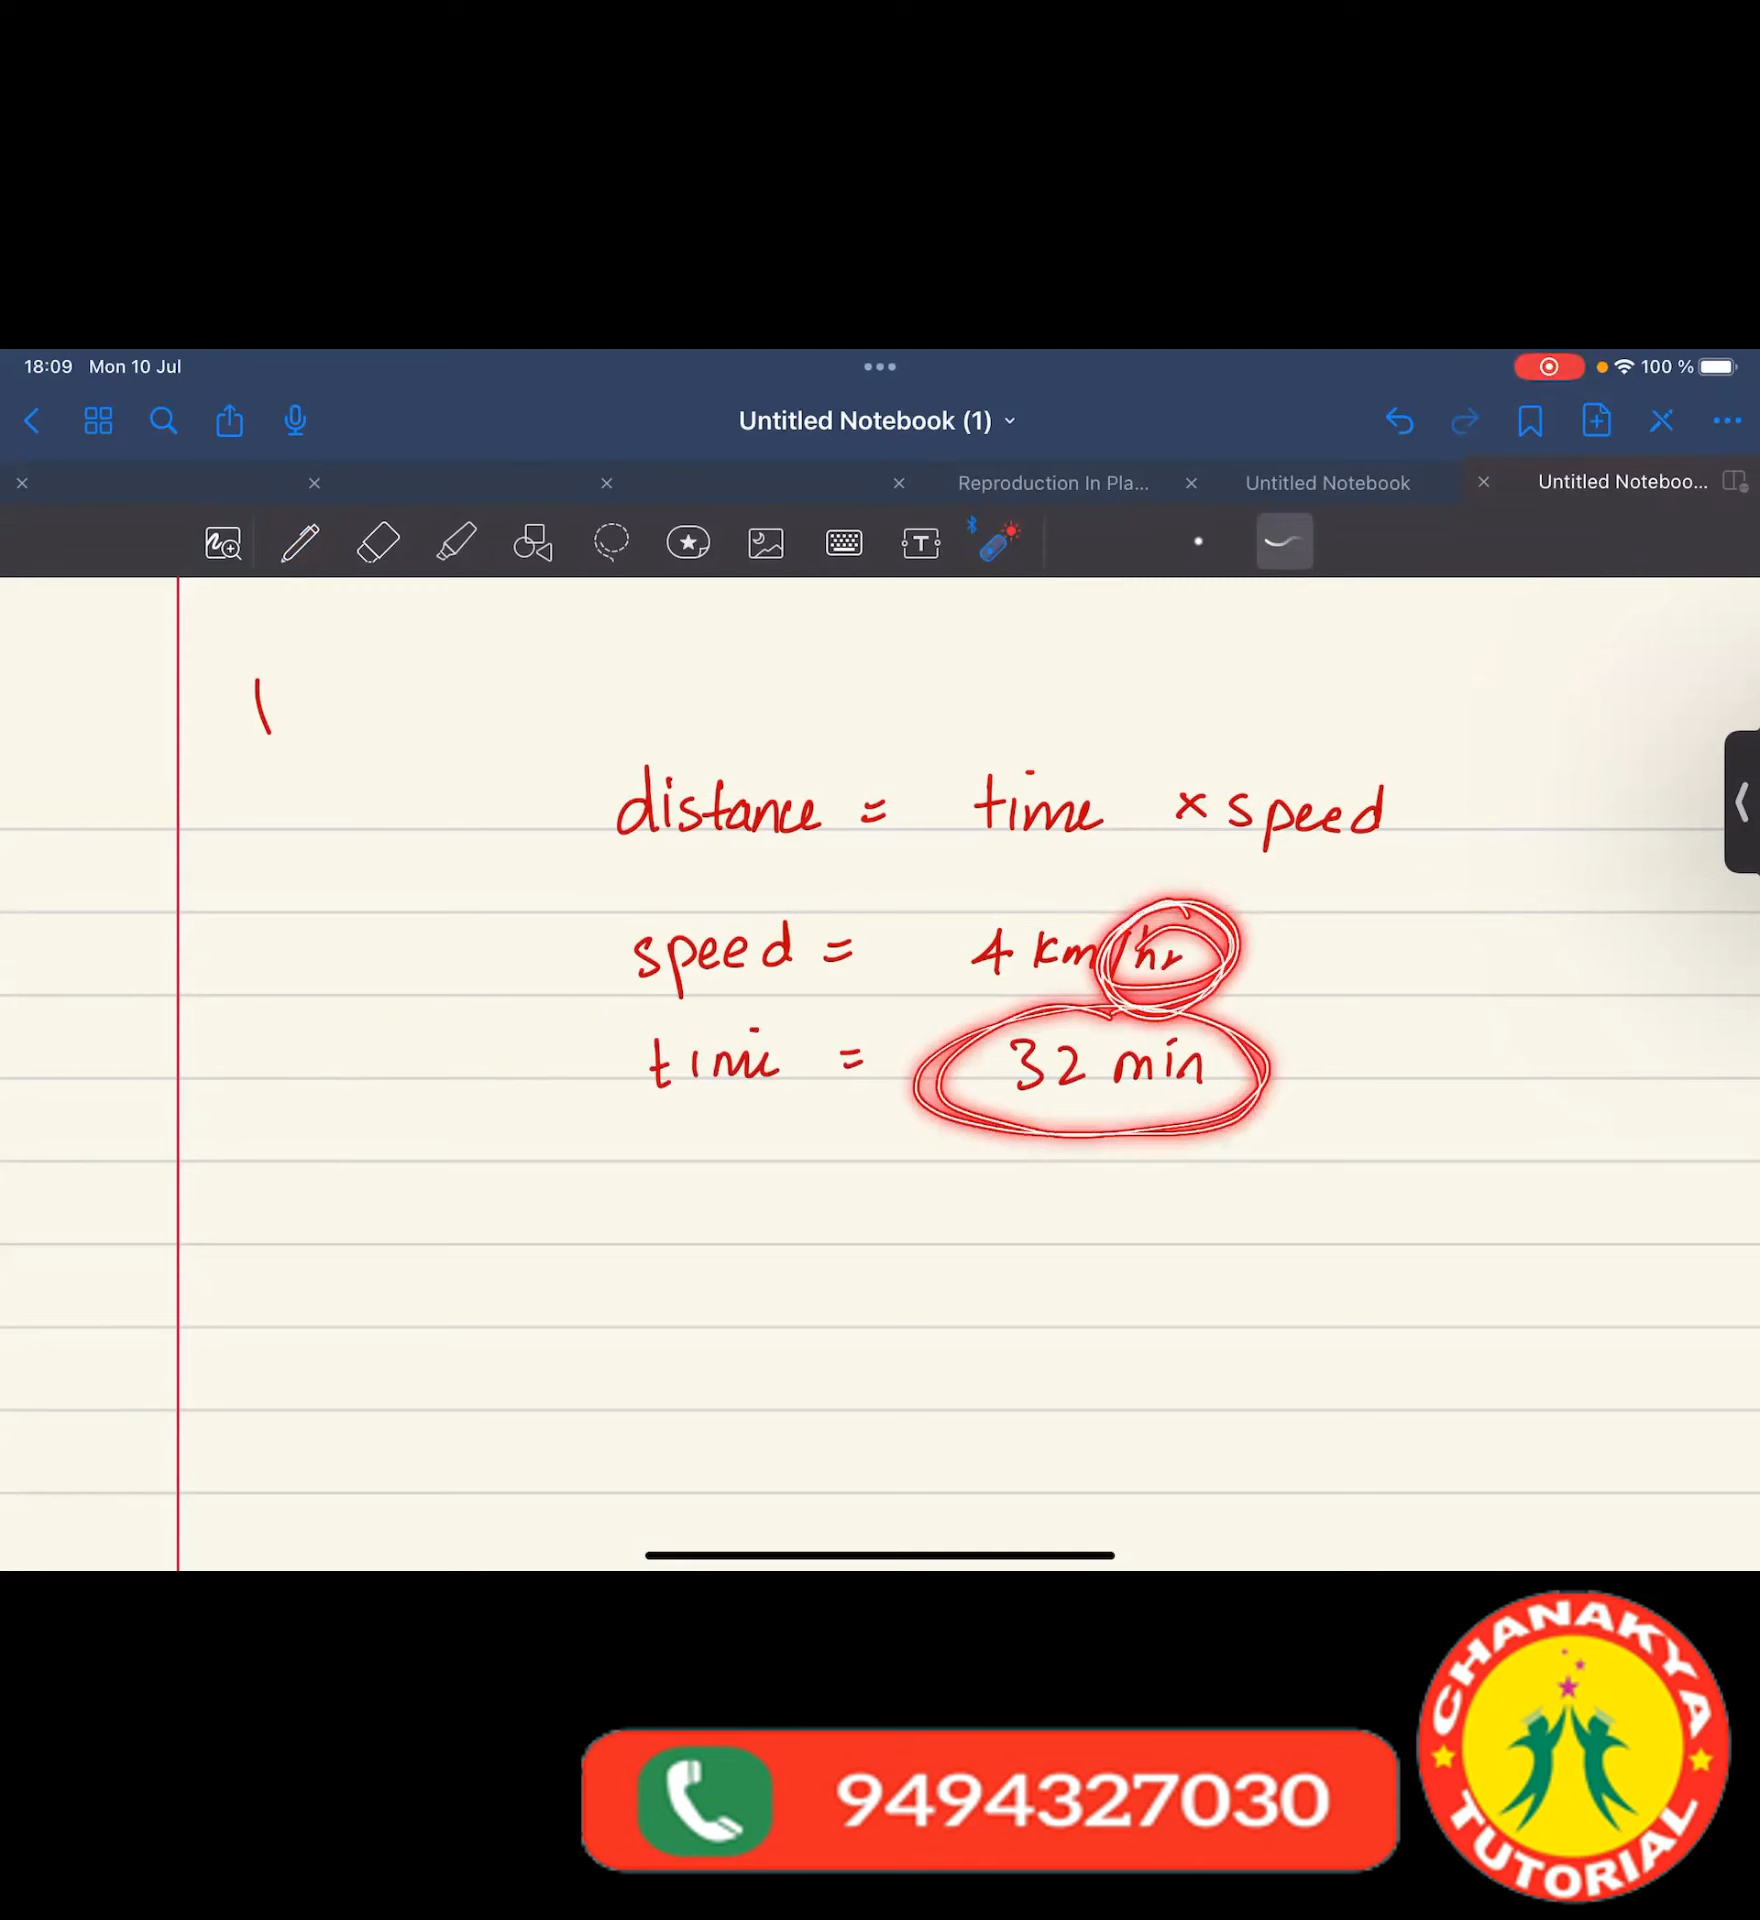 18:09 Mon 10 Jul
100 %
Untitled Notebook (1)
Reproduction In Pla...
Untitled Notebook
Untitled Noteboo...
T
distance = time × speed
speed = 4 km/hr
time = 32 min
9494327030
CHANAKYA
TUTORIAL